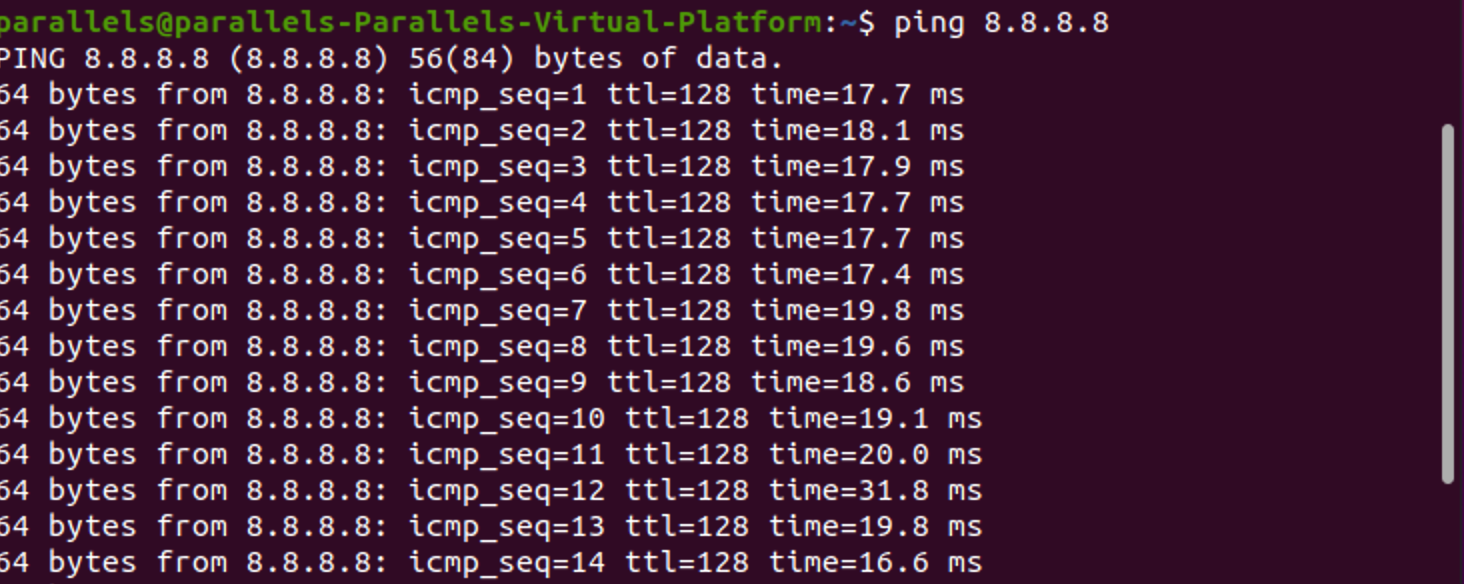 parallels@parallels-Parallels-Virtual-Platform:~$ ping 8.8.8.8
PING 8.8.8.8 (8.8.8.8) 56(84) bytes of data.
64 bytes from 8.8.8.8: icmp_seq=1 ttl=128 time=17.7 ms
64 bytes from 8.8.8.8: icmp_seq=2 ttl=128 time=18.1 ms
64 bytes from 8.8.8.8: icmp_seq=3 ttl=128 time=17.9 ms
64 bytes from 8.8.8.8: icmp_seq=4 ttl=128 time=17.7 ms
64 bytes from 8.8.8.8: icmp_seq=5 ttl=128 time=17.7 ms
64 bytes from 8.8.8.8: icmp_seq=6 ttl=128 time=17.4 ms
64 bytes from 8.8.8.8: icmp_seq=7 ttl=128 time=19.8 ms
64 bytes from 8.8.8.8: icmp_seq=8 ttl=128 time=19.6 ms
64 bytes from 8.8.8.8: icmp_seq=9 ttl=128 time=18.6 ms
64 bytes from 8.8.8.8: icmp_seq=10 ttl=128 time=19.1 ms
64 bytes from 8.8.8.8: icmp_seq=11 ttl=128 time=20.0 ms
64 bytes from 8.8.8.8: icmp_seq=12 ttl=128 time=31.8 ms
64 bytes from 8.8.8.8: icmp_seq=13 ttl=128 time=19.8 ms
64 bytes from 8.8.8.8: icmp_seq=14 ttl=128 time=16.6 ms